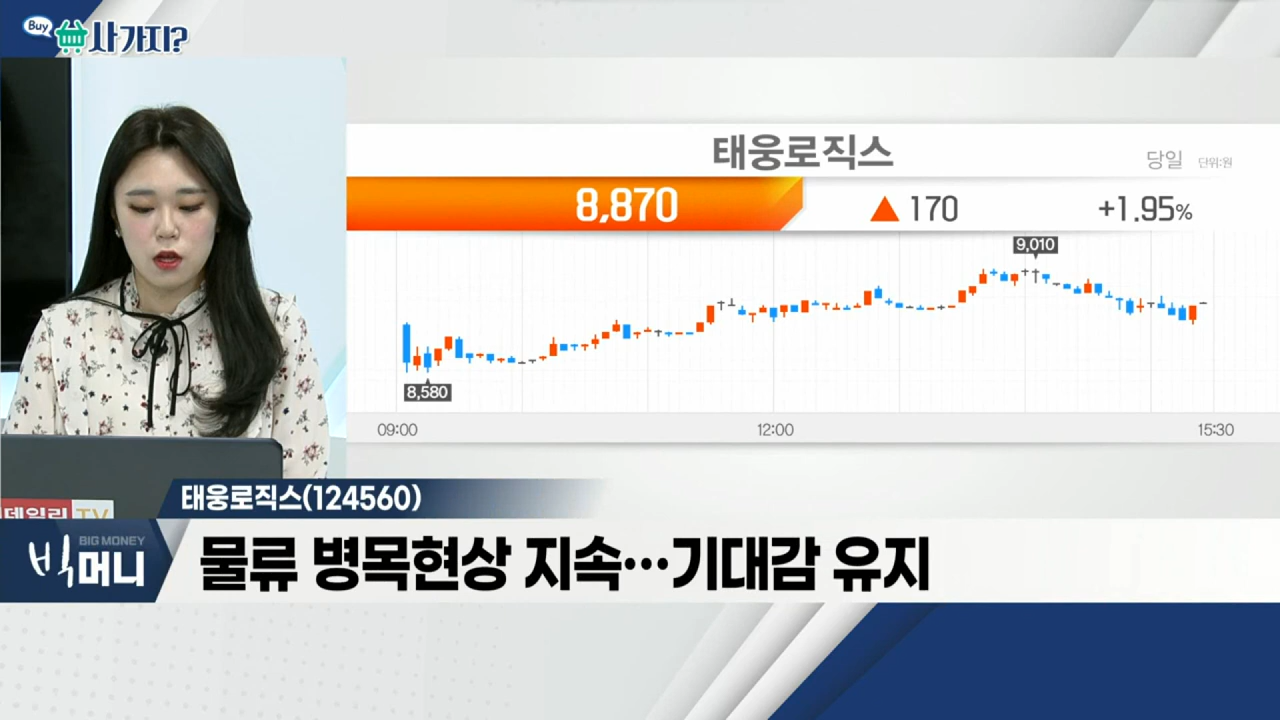 Buy
사가지?
태웅로직스
당일 단위:원
8,870 ▲ 170 +1.95%
9,010
8,580
09:00 12:00 15:30
태웅로직스(124560)
데일리 TV
BIG MONEY
빅머니
물류 병목현상 지속…기대감 유지